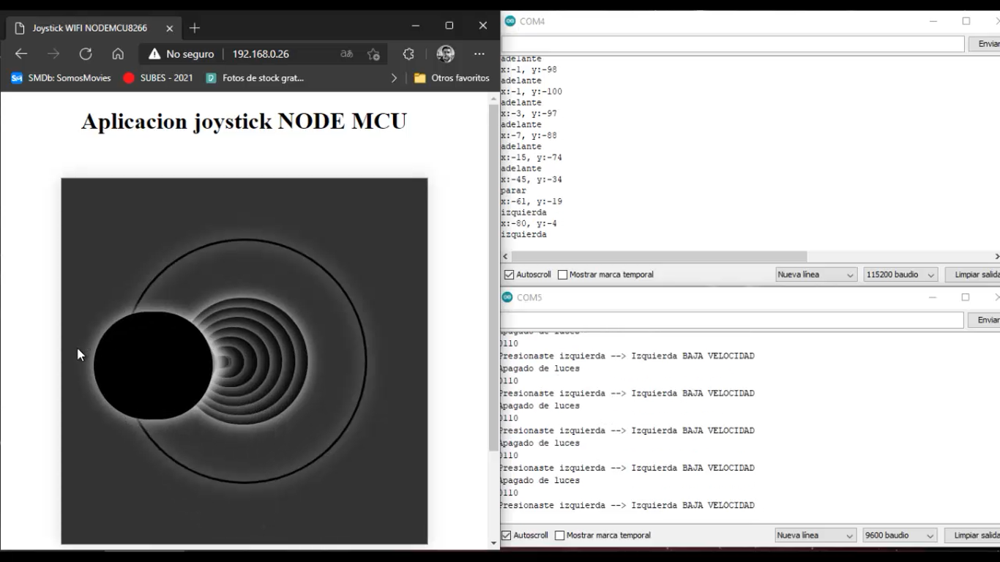 Joystick WIFI NODEMCU8266
No seguro
192.168.0.26
SMDb: SomosMovies
SUBES - 2021
Fotos de stock grat...
Otros favoritos
Aplicacion joystick NODE MCU
COM4
Enviar
adelante
x:-1, y:-98
adelante
x:-1, y:-100
adelante
x:-3, y:-97
adelante
x:-7, y:-88
adelante
x:-15, y:-74
adelante
x:-45, y:-34
parar
x:-61, y:-19
izquierda
x:-80, y:-4
izquierda
Autoscroll
Mostrar marca temporal
Nueva línea
115200 baudio
Limpiar salida
COM5
Enviar
Apagado de luces
0110
Presionaste izquierda --> Izquierda BAJA VELOCIDAD
Apagado de luces
0110
Presionaste izquierda --> Izquierda BAJA VELOCIDAD
Apagado de luces
0110
Presionaste izquierda --> Izquierda BAJA VELOCIDAD
Apagado de luces
0110
Presionaste izquierda --> Izquierda BAJA VELOCIDAD
Apagado de luces
0110
Presionaste izquierda --> Izquierda BAJA VELOCIDAD
Autoscroll
Mostrar marca temporal
Nueva línea
9600 baudio
Limpiar salida